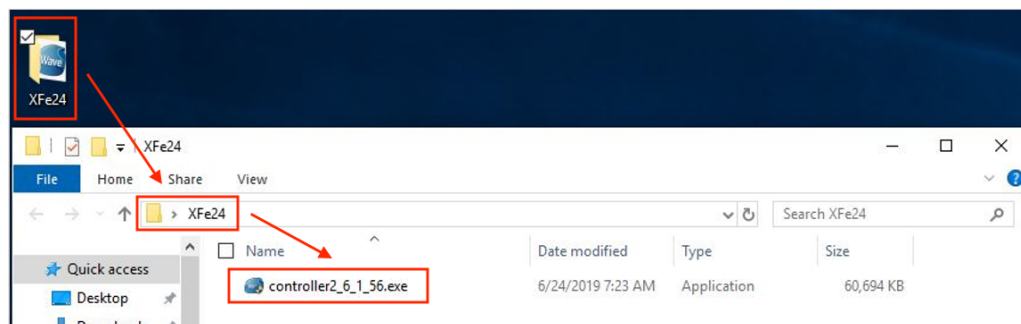 Wave
XFe24
XFe24
File Home Share View
XFe24
Search XFe24
Name Date modified Type Size
Quick access
controller2_6_1_56.exe 6/24/2019 7:23 AM Application 60,694 KB
Desktop